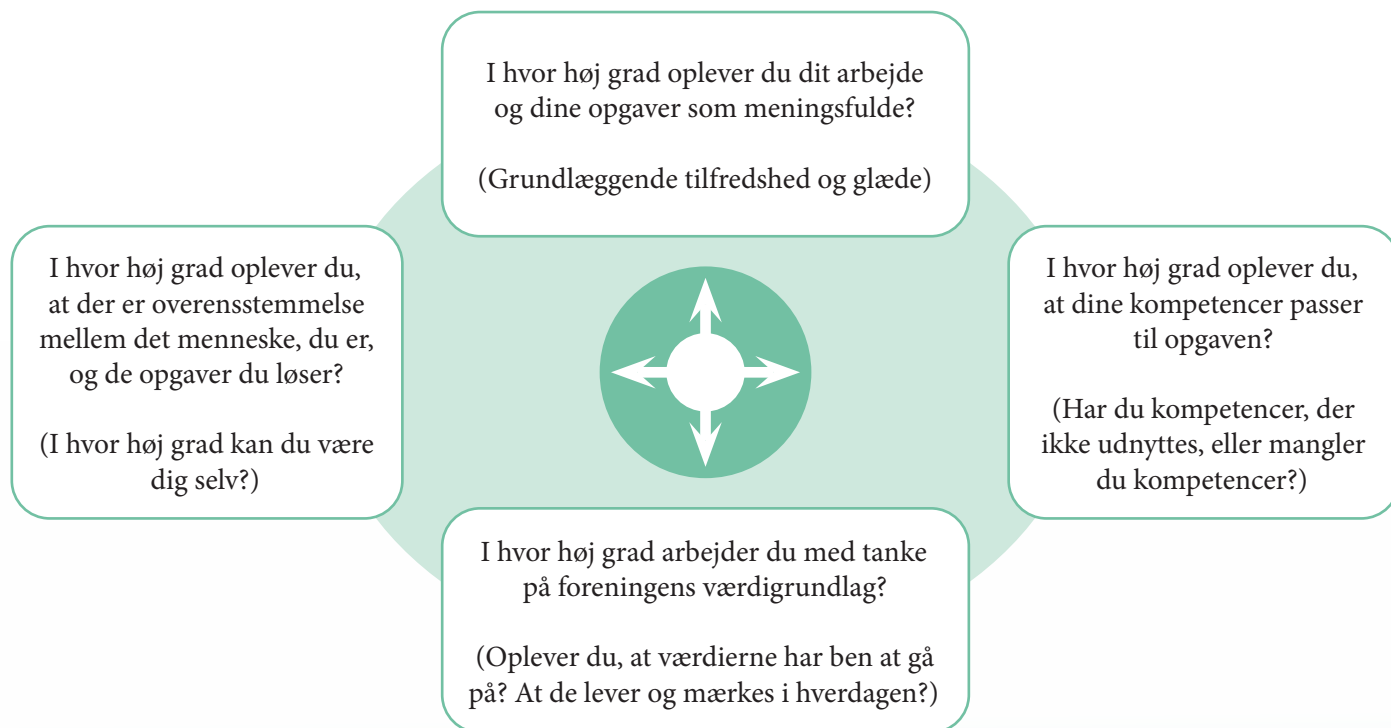 I hvor høj grad oplever du dit arbejde
og dine opgaver som meningsfulde?
(Grundlæggende tilfredshed og glæde)
I hvor høj grad oplever du,
at der er overensstemmelse
mellem det menneske, du er,
og de opgaver du løser?
(I hvor høj grad kan du være
dig selv?)
I hvor høj grad oplever du,
at dine kompetencer passer
til opgaven?
(Har du kompetencer, der
ikke udnyttes, eller mangler
du kompetencer?)
I hvor høj grad arbejder du med tanke
på foreningens værdigrundlag?
(Oplever du, at værdierne har ben at gå
på? At de lever og mærkes i hverdagen?)